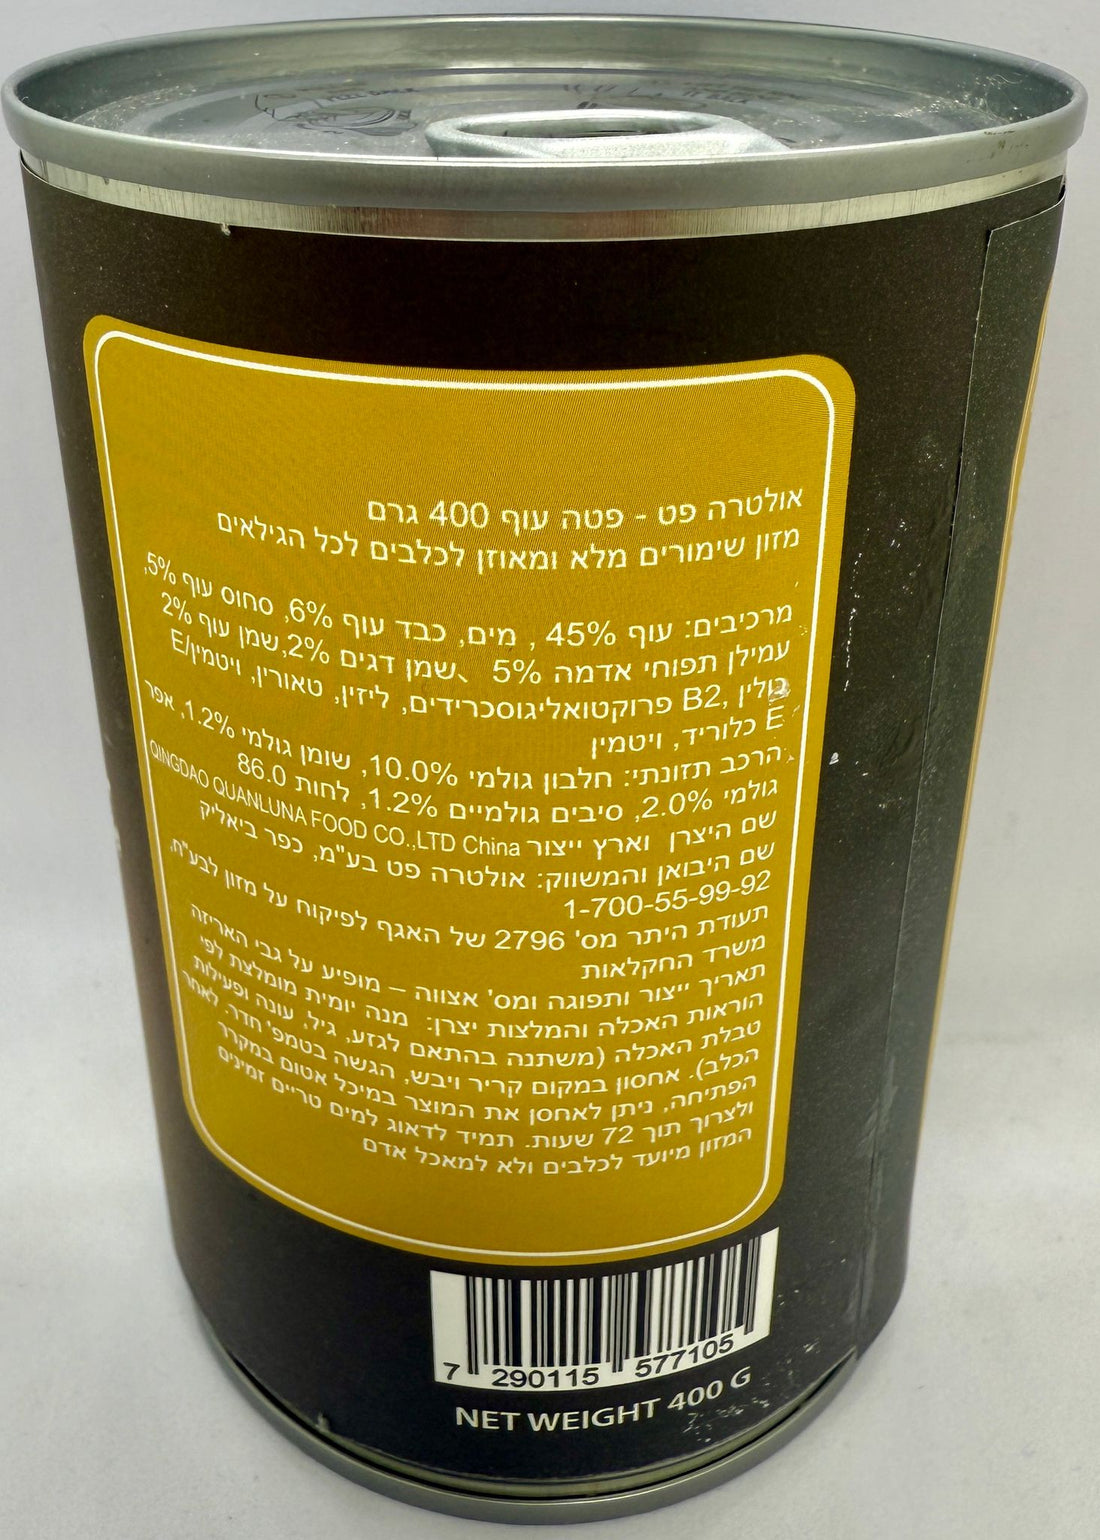 אולטרה פט - פטה עוף 400 גרם
מזון שימורים מלא ומאוזן לכלבים לכל הגילאים
מרכיבים: עוף 45% , מים, כבד עוף 6%, סחוס עוף 5%,
עמילן תפוחי אדמה 5% ,שמן דגים 2%,שמן עוף 2%
כולין ,B2 פרוקטואליגוסכרידים, ליזין, טאורין, ויטמין/E
E כלוריד, ויטמין
הרכב תזונתי: חלבון גולמי 10.0%, שומן גולמי 1.2%, אפר
גולמי 2.0%, סיבים גולמיים 1.2%, לחות 86.0
שם היצרן וארץ ייצור QINGDAO QUANLUNA FOOD CO.,LTD China
שם היבואן והמשווק: אולטרה פט בע"מ, כפר ביאליק
1-700-55-99-92
תעודת היתר מס' 2796 של האגף לפיקוח על מזון לבע"ח,
משרד החקלאות
תאריך ייצור ותפוגה ומס' אצווה – מופיע על גבי האריזה
הוראות האכלה והמלצות יצרן: מנה יומית מומלצת לפי
טבלת האכלה (משתנה בהתאם לגזע, גיל, עונה ופעילות
הכלב). אחסון במקום קריר ויבש, הגשה בטמפ' חדר. לאחר
הפתיחה, ניתן לאחסן את המוצר במיכל אטום במקרר
ולצרוך תוך 72 שעות. תמיד לדאוג למים טריים זמינים
המזון מיועד לכלבים ולא למאכל אדם
7 290115 577105
NET WEIGHT 400 G